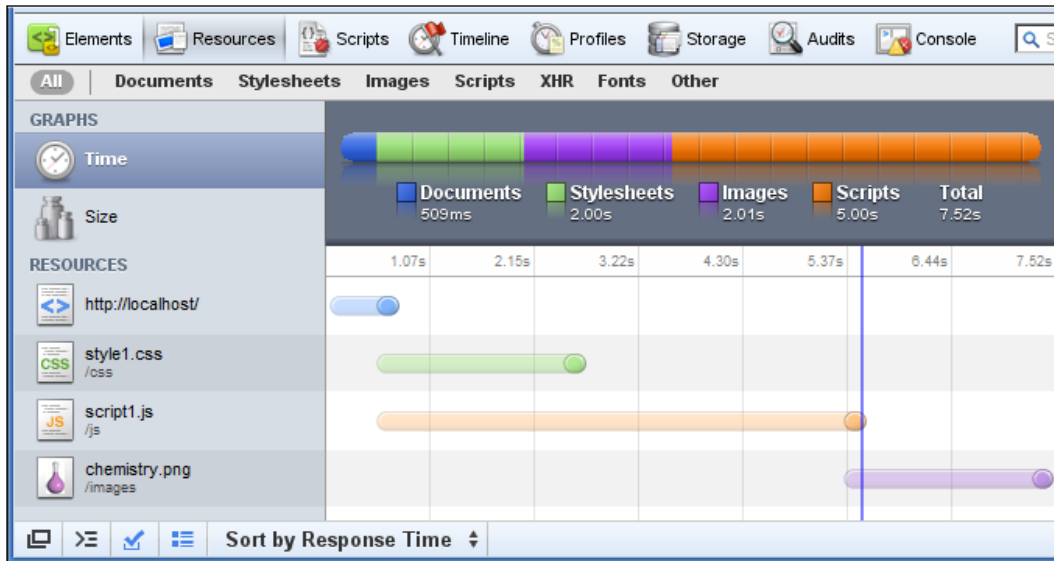 Elements Resources Scripts Timeline Profiles Storage Audits Console
All Documents Stylesheets Images Scripts XHR Fonts Other
GRAPHS
Time
Size
Documents Stylesheets Images Scripts Total
509ms 2.00s 2.01s 5.00s 7.52s
RESOURCES
1.07s 2.15s 3.22s 4.30s 5.37s 6.44s 7.52s
http://localhost/
CSS
style1.css
/css
JS
script1.js
/js
chemistry.png
/images
Sort by Response Time